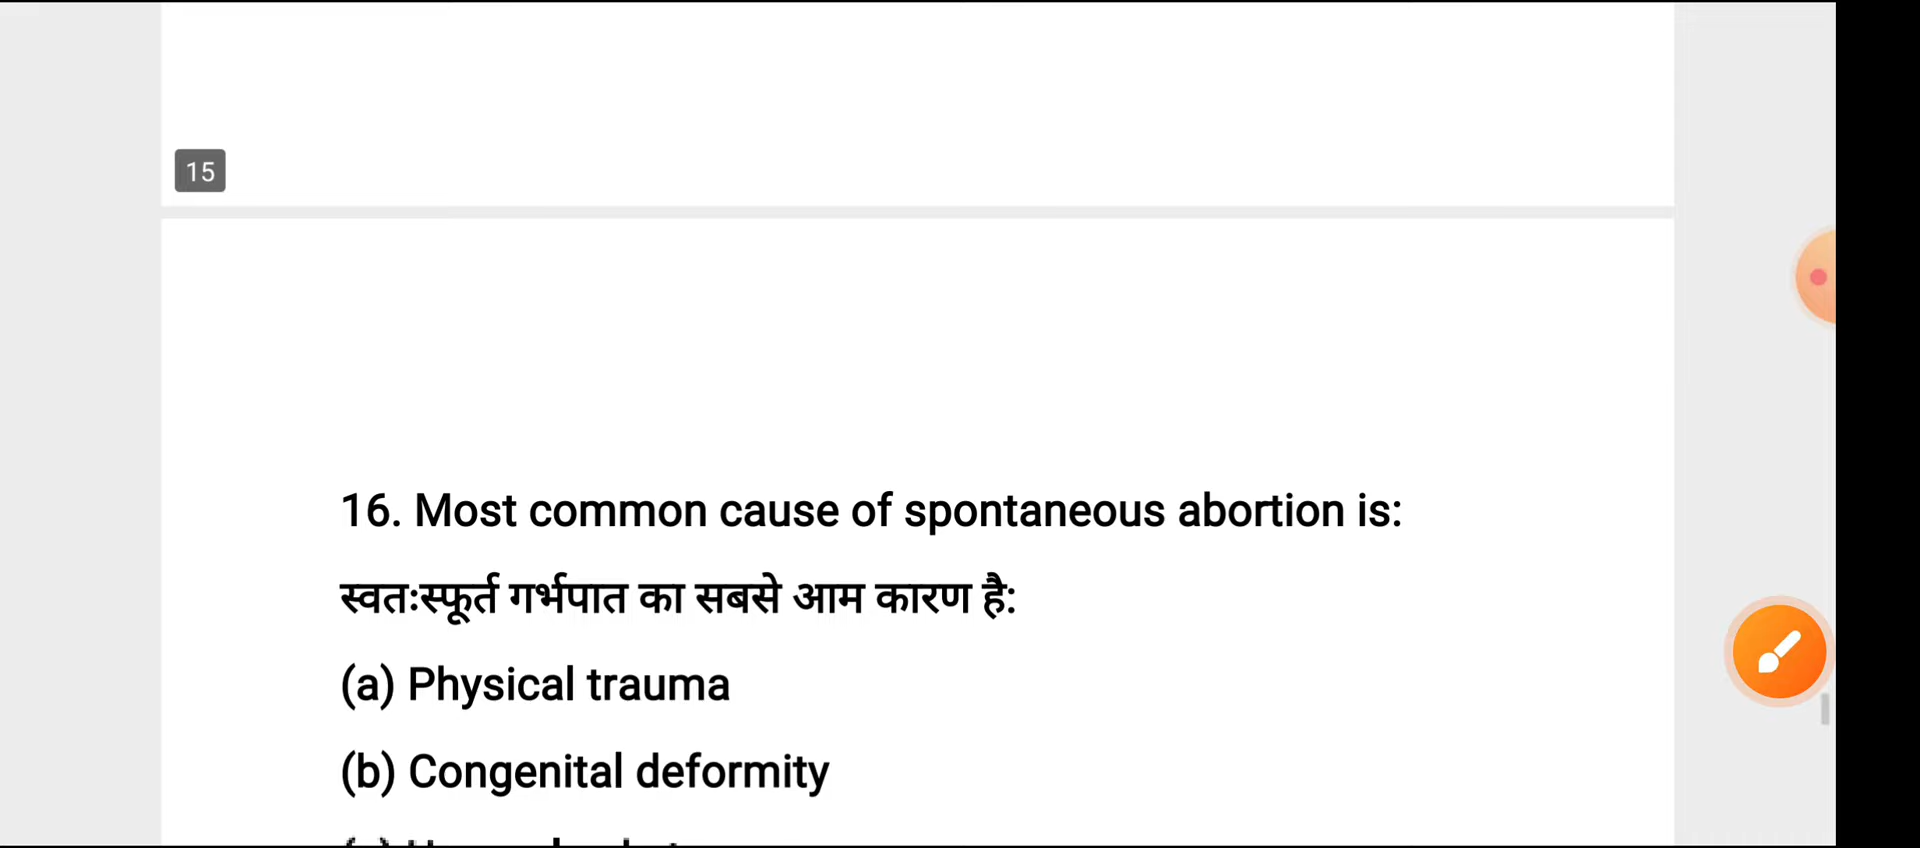 15
16. Most common cause of spontaneous abortion is:
स्वतःस्फूर्त गर्भपात का सबसे आम कारण है:
(a) Physical trauma
(b) Congenital deformity